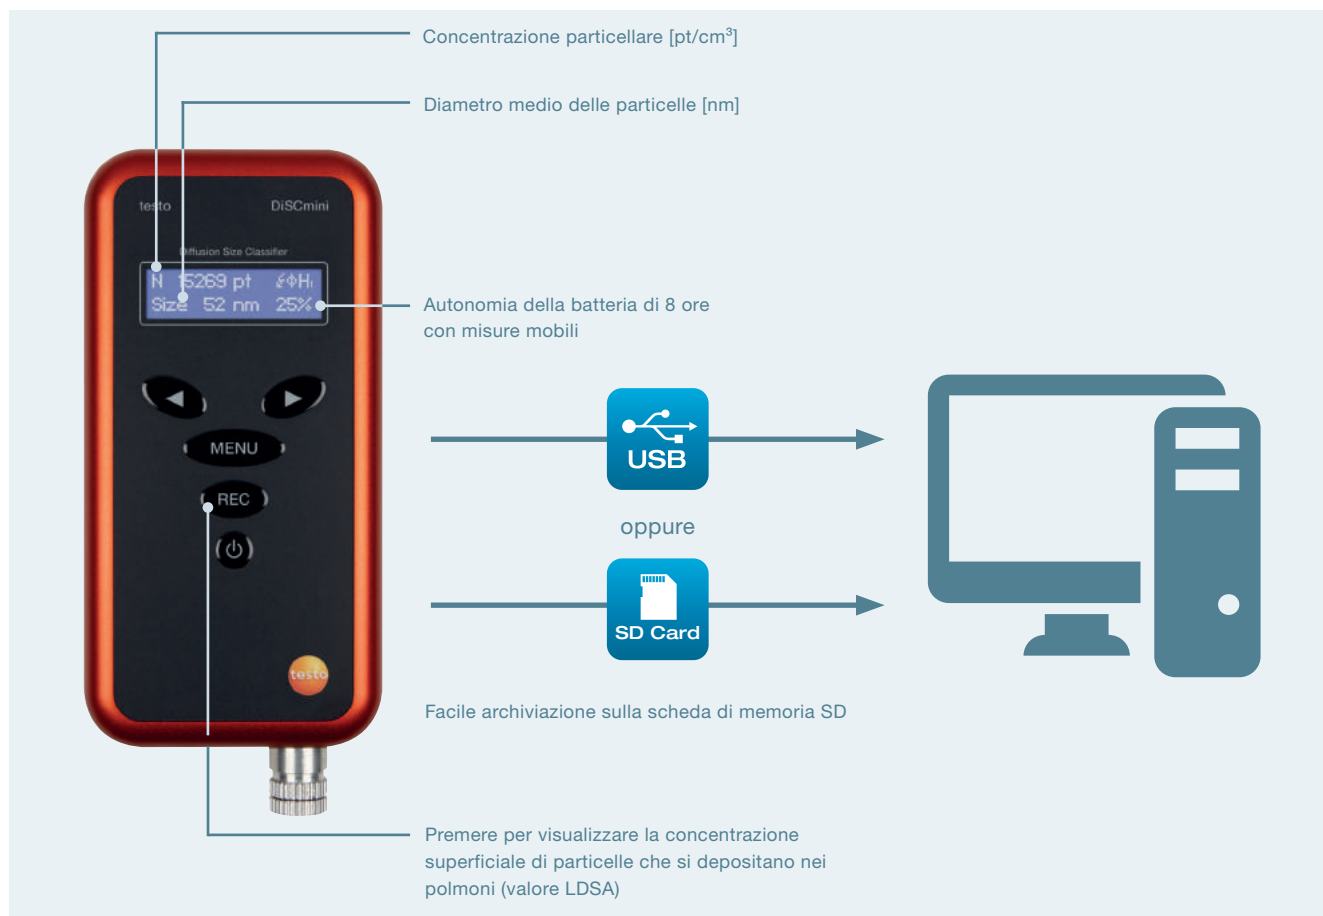 Concentrazione particellare [pt/cm³]
Diametro medio delle particelle [nm]
testo DiSCmini
Diffusion Size Classifier
N 15269 pt
Size 52 nm 25%
Autonomia della batteria di 8 ore
con misure mobili
MENU
REC
USB
oppure
SD Card
testo
Facile archiviazione sulla scheda di memoria SD
Premere per visualizzare la concentrazione
superficiale di particelle che si depositano nei
polmoni (valore LDSA)